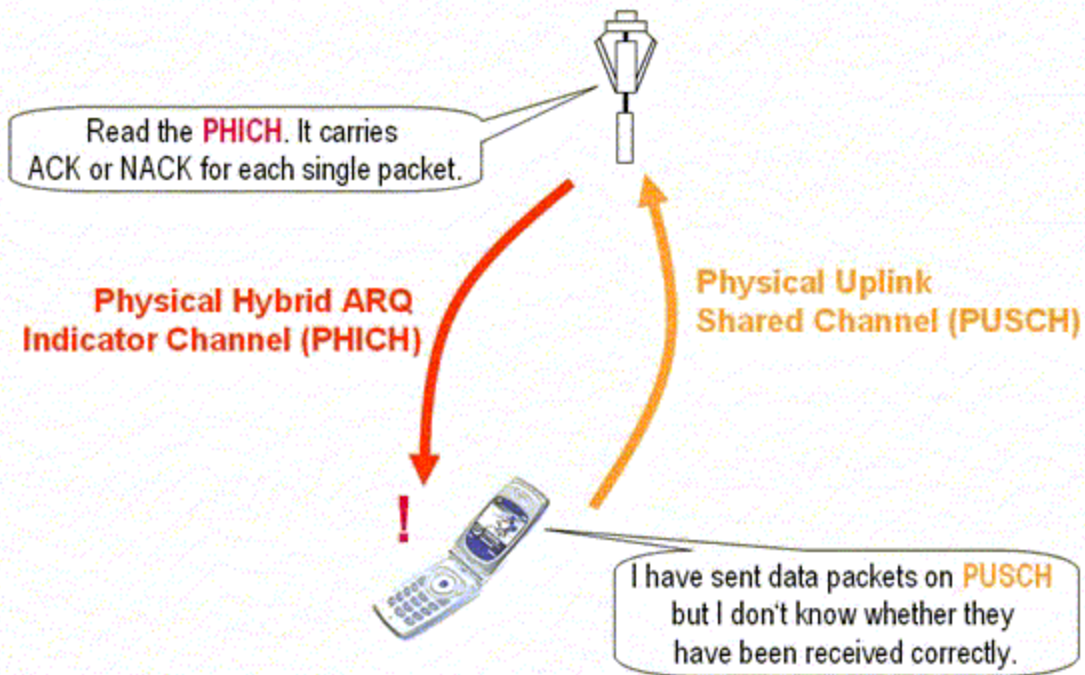 Read the PHICH. It carries
ACK or NACK for each single packet.
Physical Hybrid ARQ
Indicator Channel (PHICH)
Physical Uplink
Shared Channel (PUSCH)
!
I have sent data packets on PUSCH
but I don't know whether they
have been received correctly.